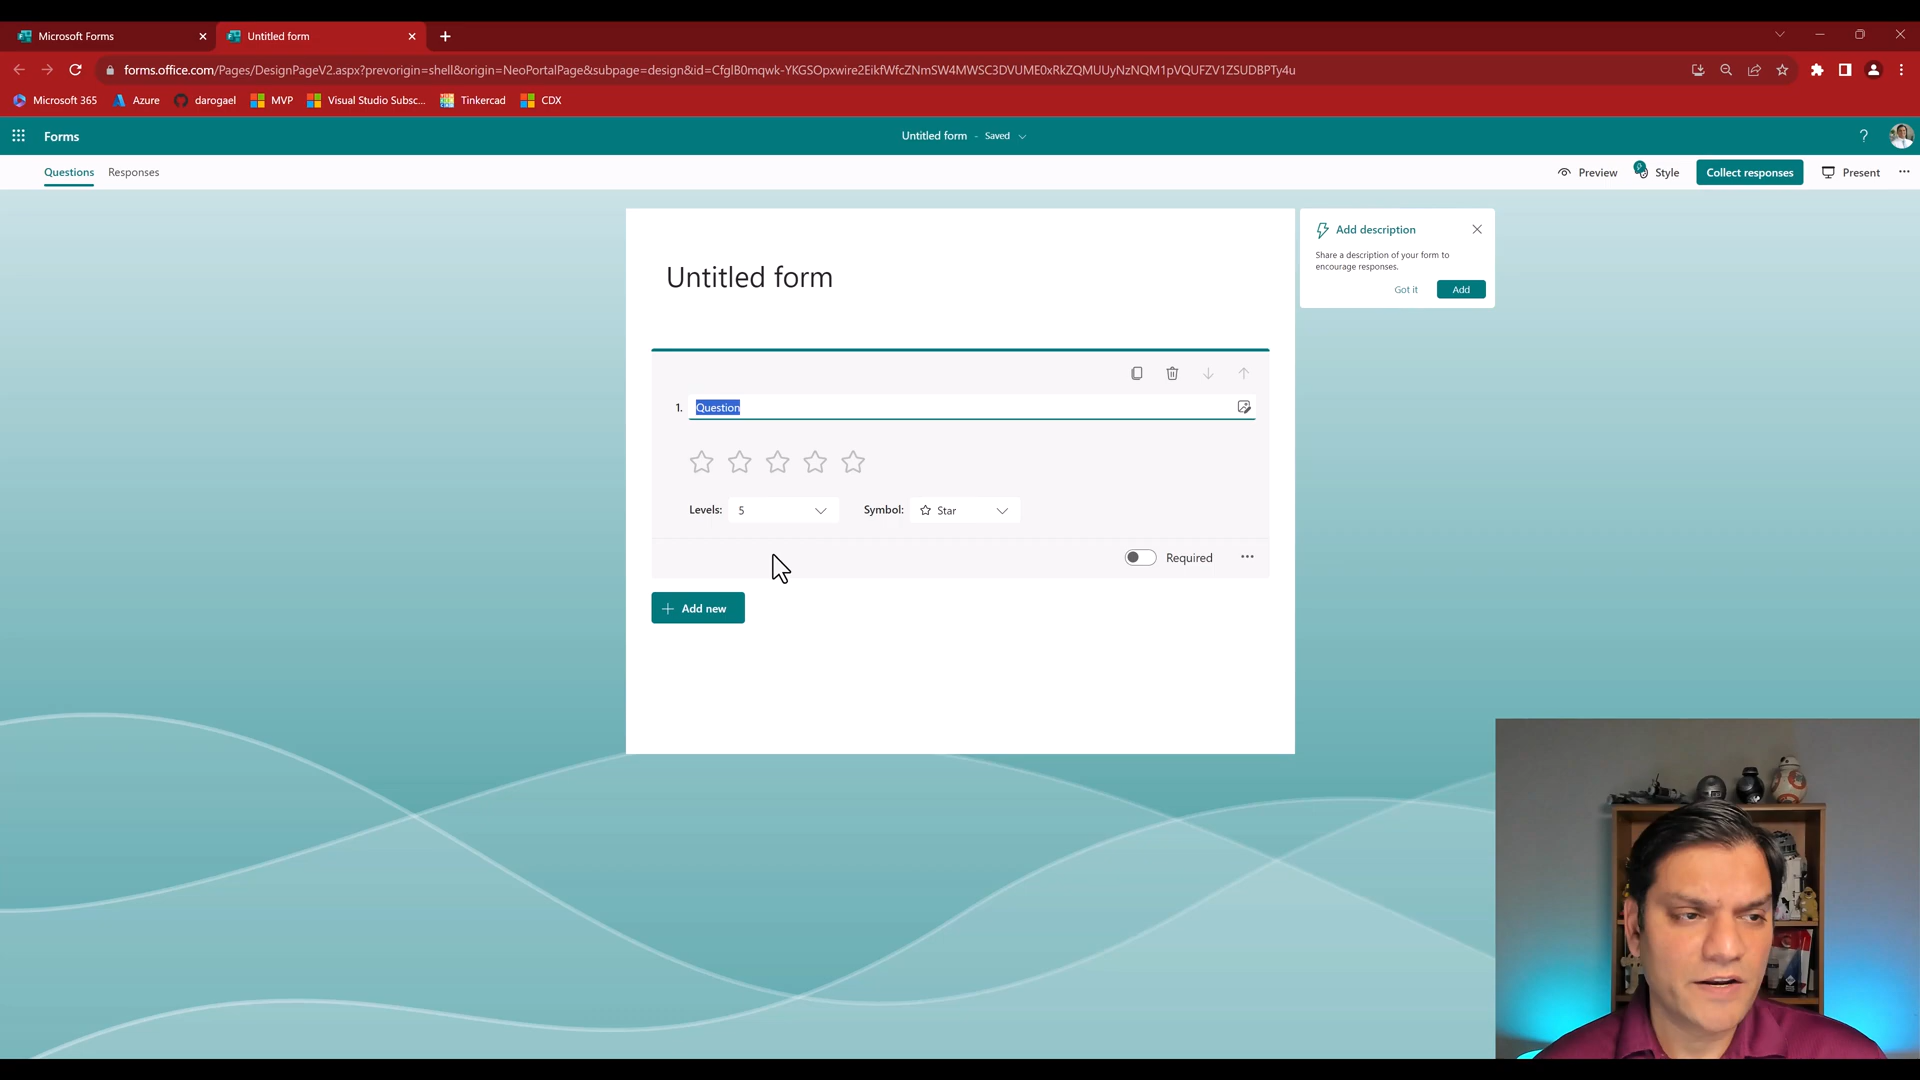 Microsoft Forms
Untitled form
forms.office.com/Pages/DesignPageV2.aspx?prevorigin=shell&origin=NeoPortalPage&subpage=design&id=CfglB0mqwk-YKGSOpxwire2EikfWfcZNmSW4MWSC3DVUME0xRkZQMUUyNzNQM1pVQUFZV1ZSUDBPTy4u
Microsoft 365 Azure darogael MVP Visual Studio Subsc... Tinkercad CDX
Forms
Untitled form - Saved
?
Questions Responses
Preview Style Collect responses Present
Untitled form
Add description
Share a description of your form to
encourage responses.
Got it Add
1. Question
Levels: 5 Symbol: Star
Required
Add new